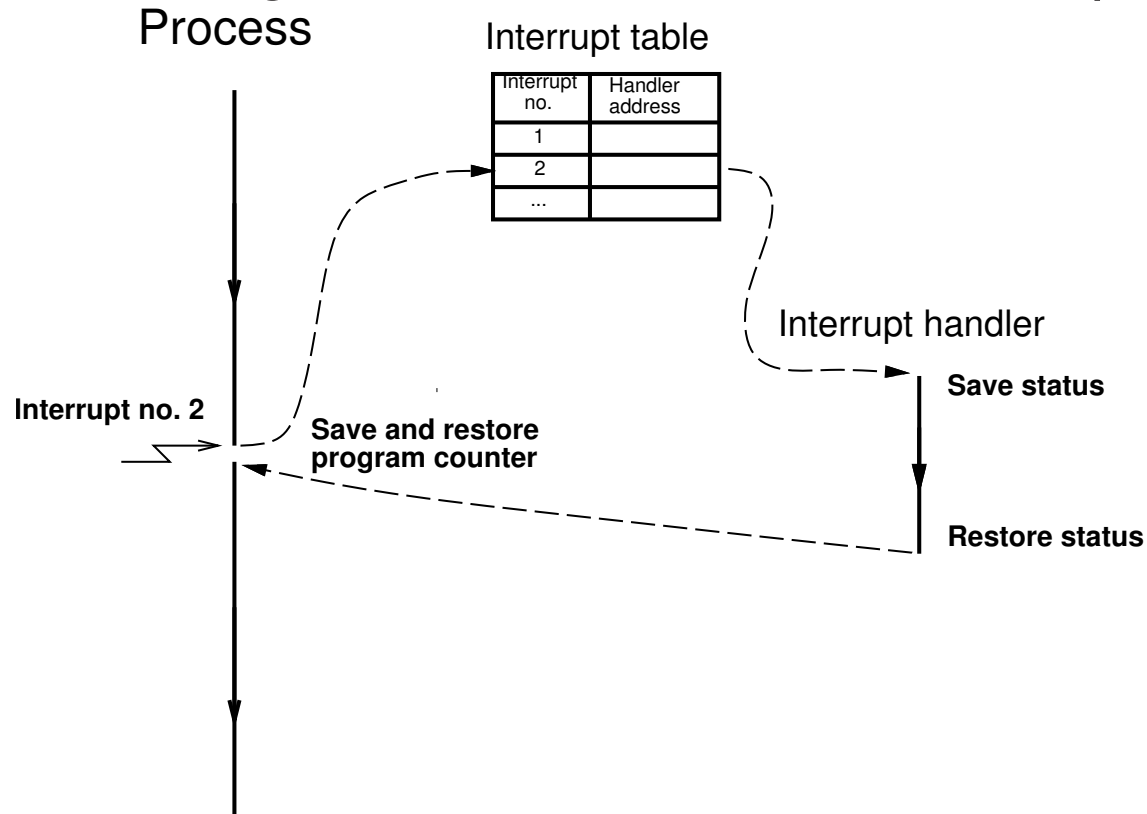 Process
Interrupt table
Interrupt
no.
Handler
address
1
2
...
Interrupt handler
Save status
Interrupt no. 2
Save and restore
program counter
Restore status